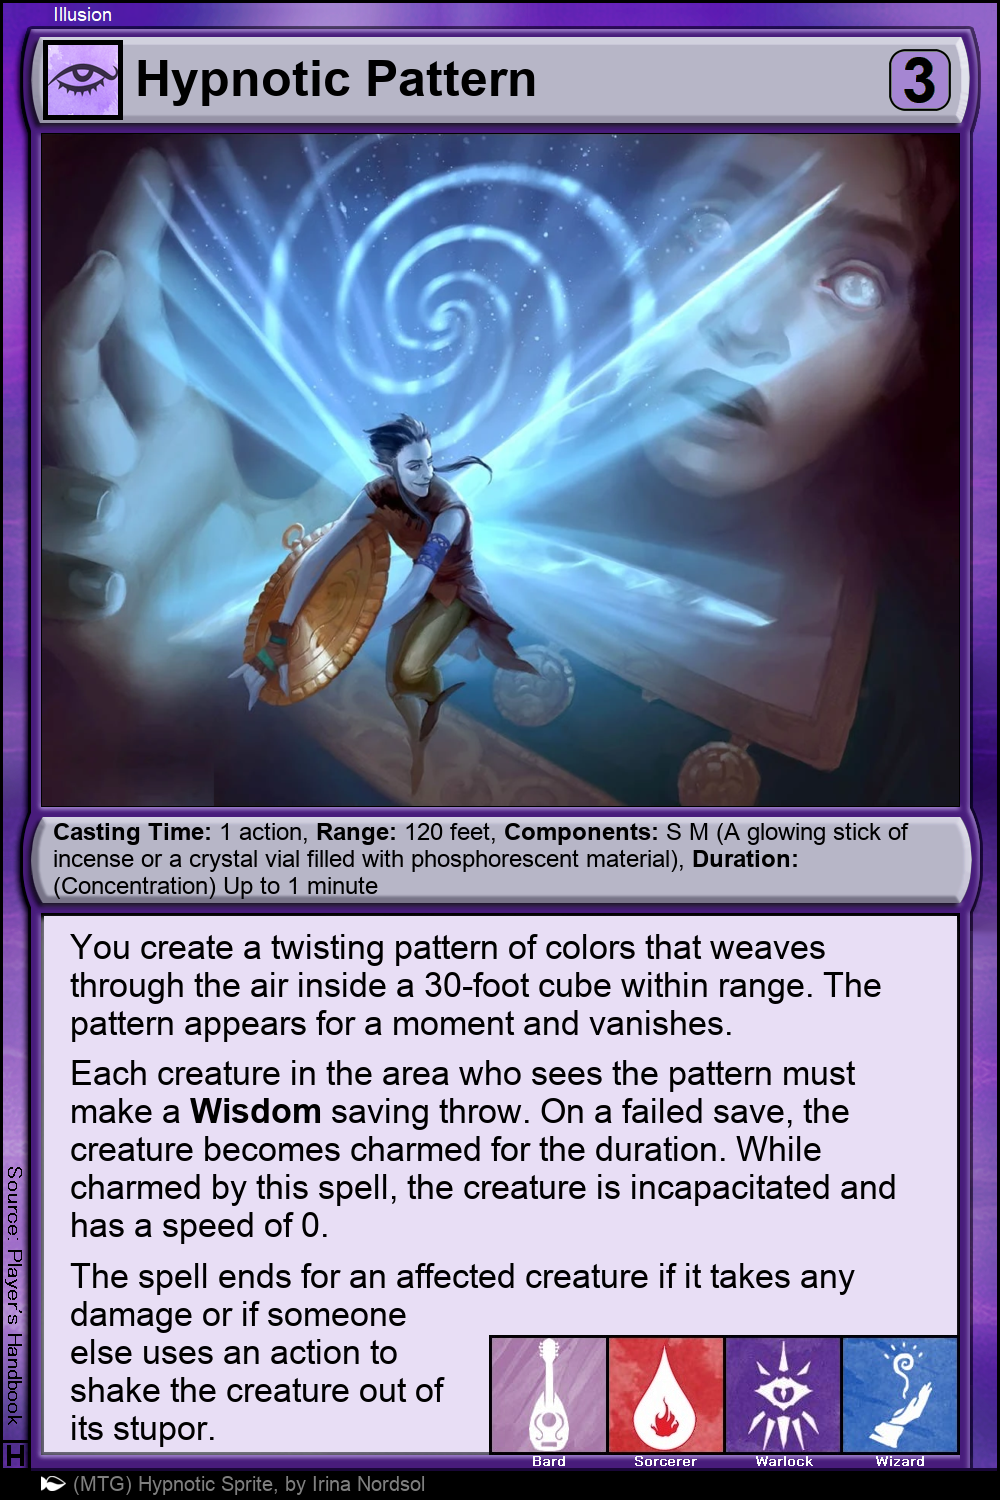 Illusion
Hypnotic Pattern
3
Casting Time: 1 action, Range: 120 feet, Components: S M (A glowing stick of
incense or a crystal vial filled with phosphorescent material), Duration:
(Concentration) Up to 1 minute
You create a twisting pattern of colors that weaves
through the air inside a 30-foot cube within range. The
pattern appears for a moment and vanishes.
Each creature in the area who sees the pattern must
make a Wisdom saving throw. On a failed save, the
creature becomes charmed for the duration. While
charmed by this spell, the creature is incapacitated and
has a speed of 0.
The spell ends for an affected creature if it takes any
damage or if someone
else uses an action to
shake the creature out of
its stupor.
Bard
Sorcerer
Warlock
Wizard
Source: Player's Handbook
H
(MTG) Hypnotic Sprite, by Irina Nordsol